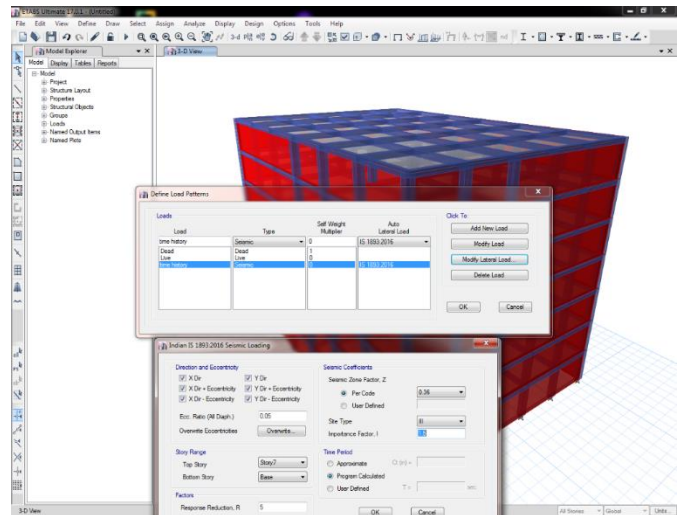 ETABS Ultimate 17.0.1 - (Untitled)
File Edit View Define Draw Select Assign Analyze Display Design Options Tools Help
Model Explorer
3-D View
Model Display Tables Reports
Model
Project
Structure Layout
Properties
Structural Objects
Groups
Loads
Named Output Items
Named Plots
Define Load Patterns
Loads
Click To:
Load Type Self Weight Multiplier Auto Lateral Load
time history Seismic 0 IS 1893:2016
Dead Dead 1
Live Live 0
time history Seismic 0 IS 1893:2016
Add New Load
Modify Load
Modify Lateral Load...
Delete Load
OK Cancel
Indian IS 1893:2016 Seismic Loading
Direction and Eccentricity
X Dir Y Dir
X Dir + Eccentricity Y Dir + Eccentricity
X Dir - Eccentricity Y Dir - Eccentricity
Ecc. Ratio (All Diaph.) 0.05
Overwrite Eccentricities Overwrite...
Story Range
Top Story Story7
Bottom Story Base
Factors
Response Reduction, R 5
Seismic Coefficients
Seismic Zone Factor, Z
Per Code 0.36
User Defined
Site Type II
Importance Factor, I
Time Period
Approximate Ct (m) =
Program Calculated
User Defined T = sec
OK Cancel
3-D View
All Stories Global Units...